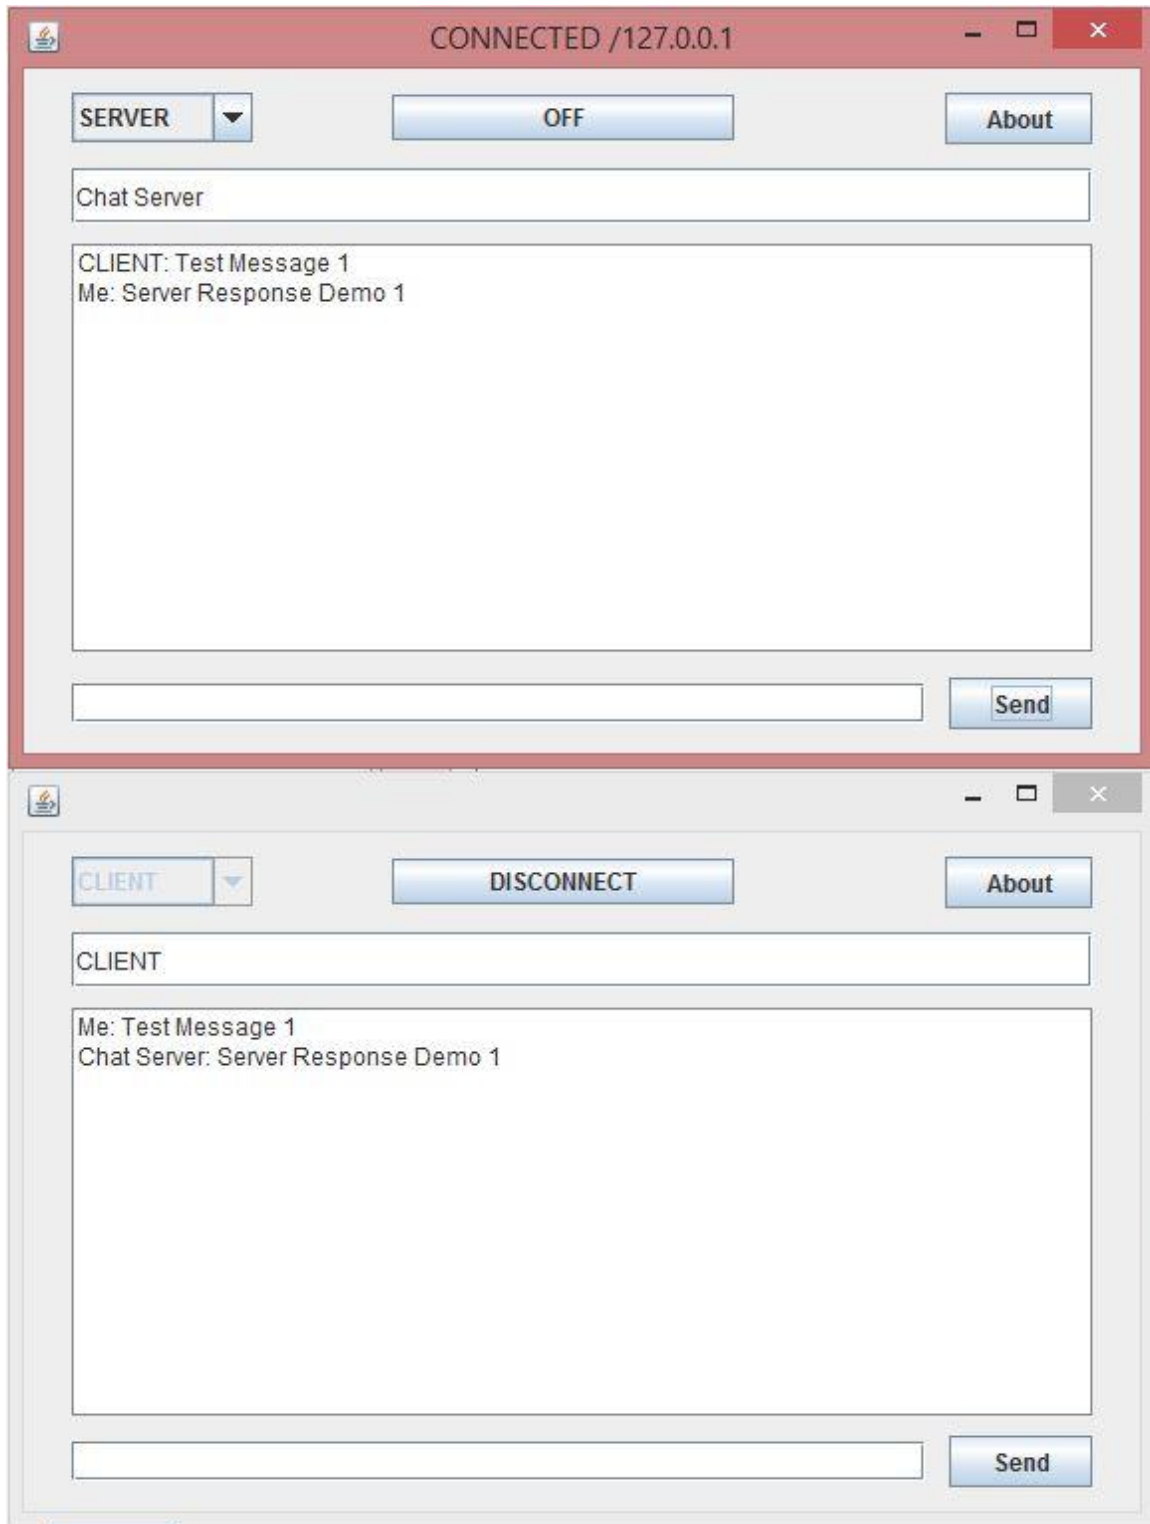 CONNECTED /127.0.0.1
SERVER
OFF
About
Chat Server
CLIENT: Test Message 1
Me: Server Response Demo 1
Send
CLIENT
DISCONNECT
About
CLIENT
Me: Test Message 1
Chat Server: Server Response Demo 1
Send